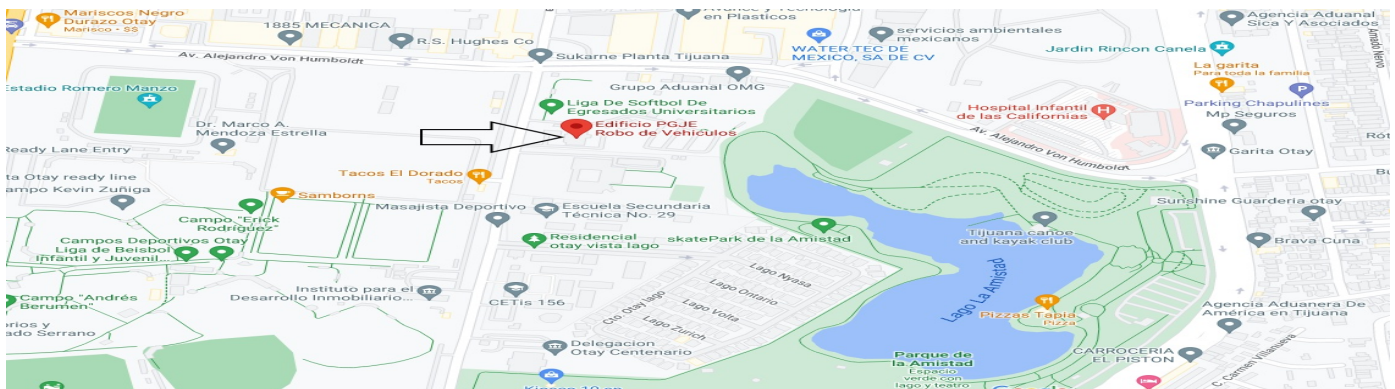 Mariscos Negro
Durazo Otay
Marisco • $$
1885 MECANICA
R.S. Hughes Co
en Plasticos
Sukarne Planta Tijuana
WATER TEC DE
MEXICO, SA DE CV
servicios ambientales
mexicanos
Agencia Aduanal
Sica Y Asociados
Jardin Rincon Canela
Amado Nervo
La garita
Para toda la familia
Av. Alejandro Von Humboldt
Grupo Aduanal OMG
Estadio Romero Manzo
Liga De Softbol De
Egresados Universitarios
Edificio PGJE
Robo de Vehículos
Hospital Infantil
de las Californias
Parking Chapulines
Mp Seguros
Dr. Marco A.
Mendoza Estrella
Av. Alejandro Von Humboldt
Garita Otay
Ready Lane Entry
ta Otay ready line
Campo Kevin Zuñiga
Tacos El Dorado
Tacos
Samborns
Masajista Deportivo
Escuela Secundaria
Técnica No. 29
Sunshine Guardería otay
Campo "Erick
Rodríguez"
Campos Deportivos Otay
Liga de Beisbol
Infantil y Juvenil...
Residencial
otay vista lago
skatePark de la Amistad
Tijuana canoe
and kayak club
Brava Cuna
Lago Nyasa
Lago Ontario
Lago Volta
Lago Zurich
Cto. Otay lago
Lago La Amistad
Instituto para el
Desarrollo Inmobiliario...
CETis 156
Campo "Andrés
Berumen"
Pizzas Tapia
Pizza
Agencia Aduanera De
América en Tijuana
ado Serrano
Delegacion
Otay Centenario
Parque de
la Amistad
Espacio
verde con
lago y teatro
CARROCERIA
EL PISTON
C. Carmen Villanueva